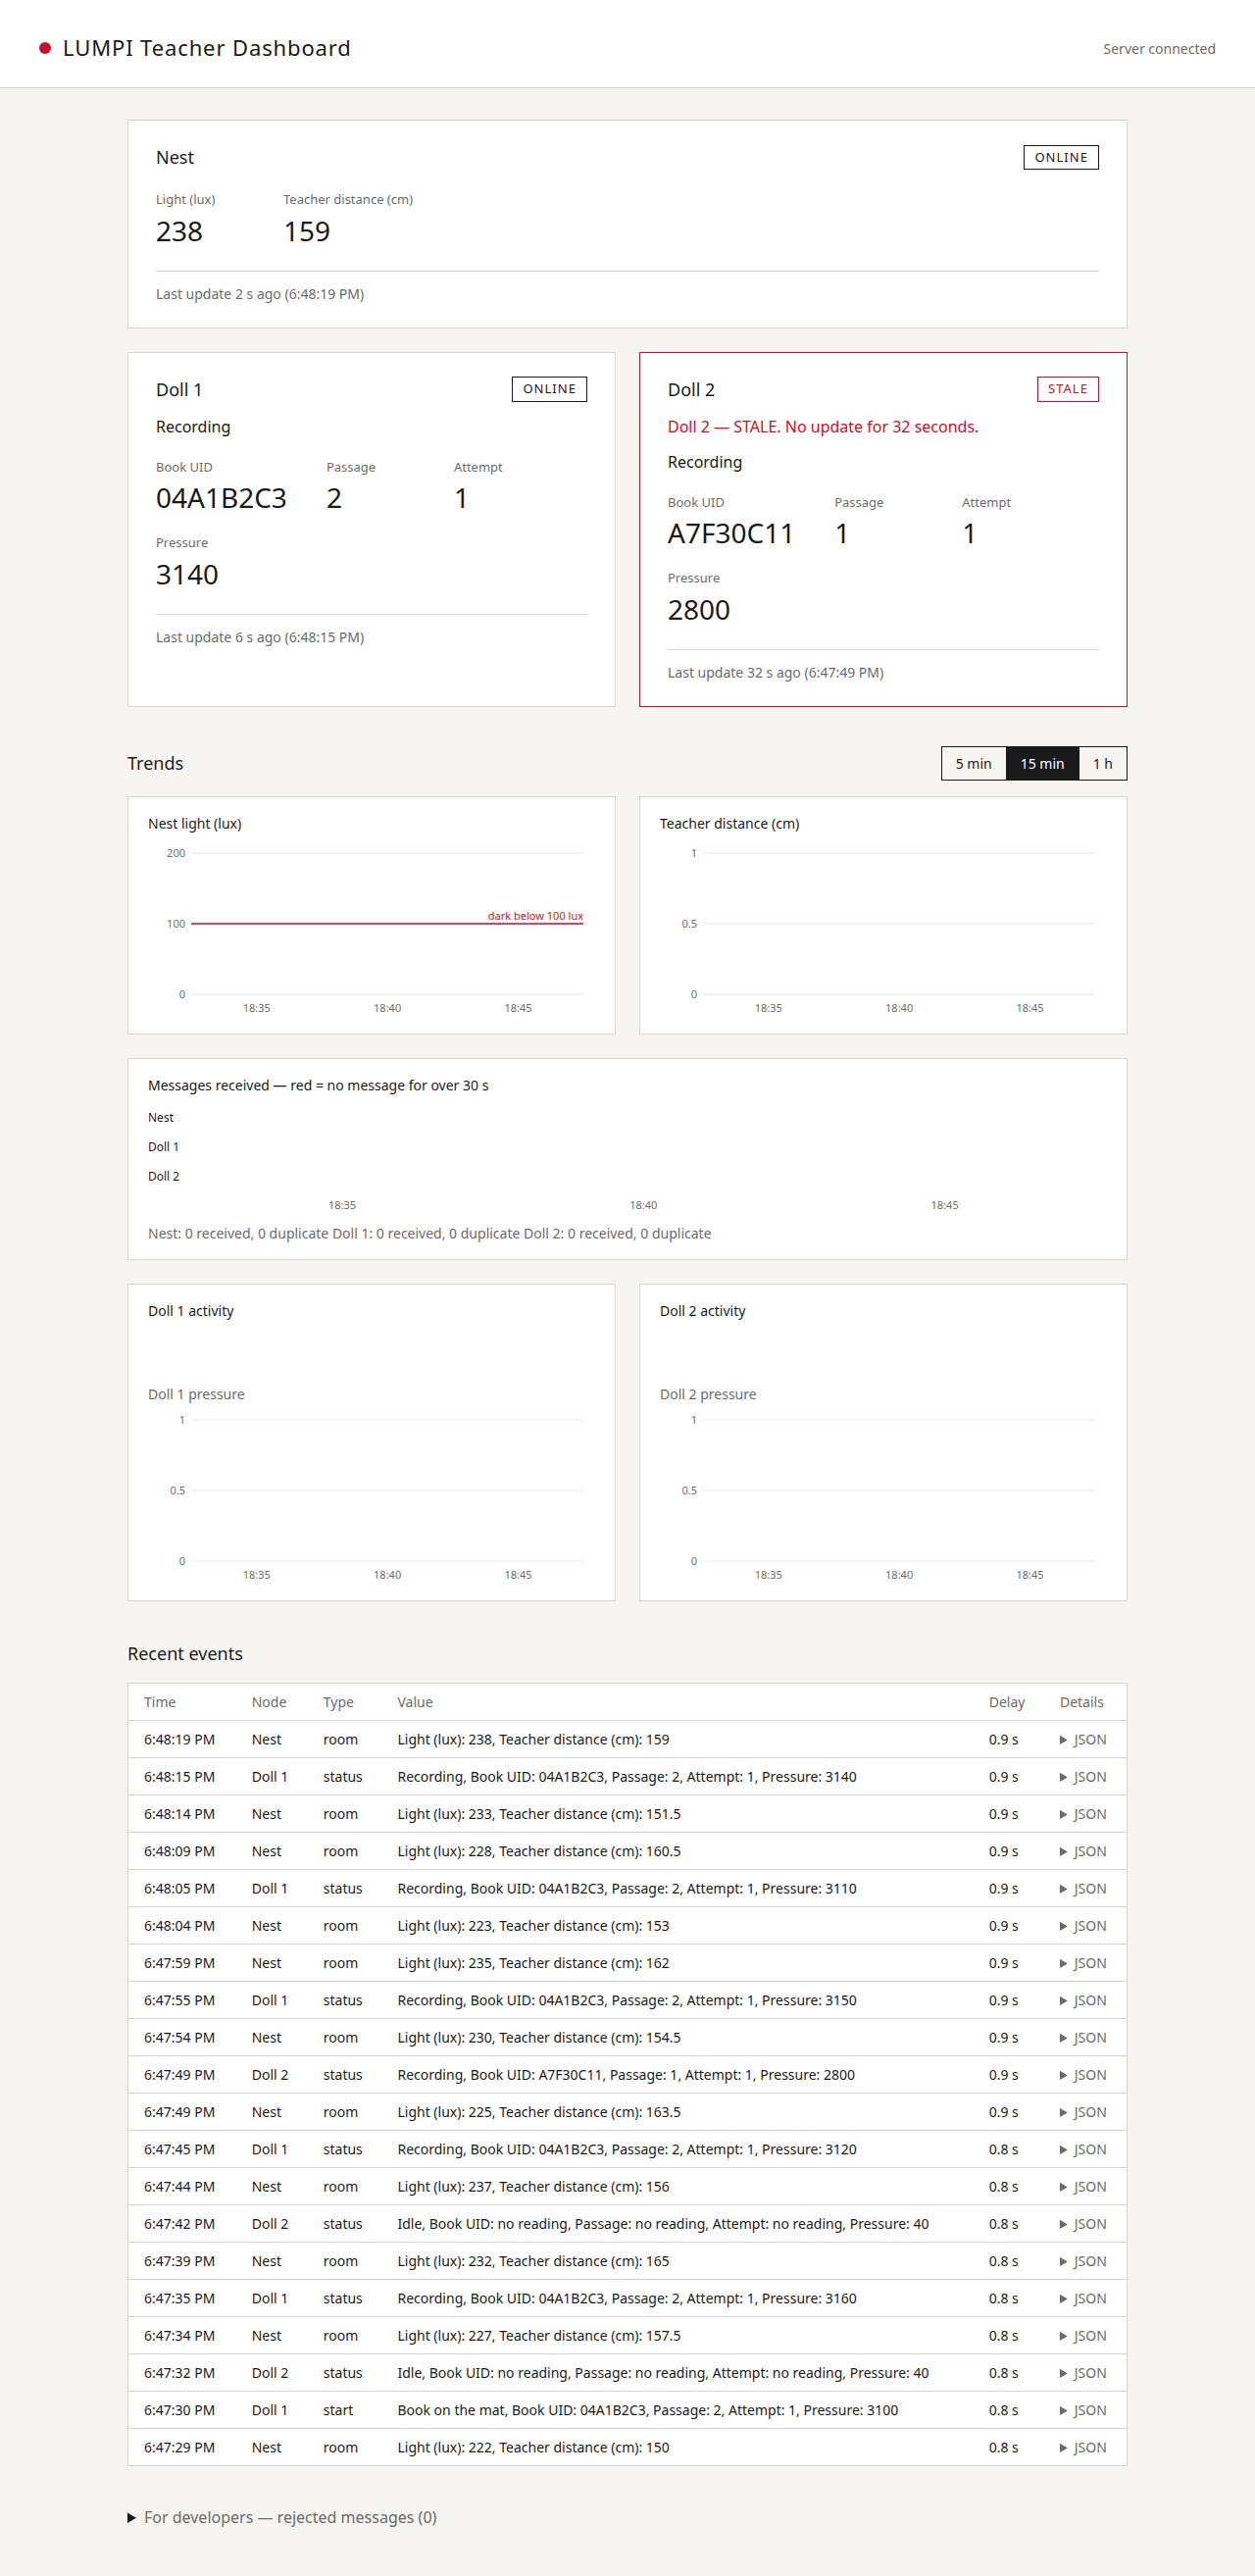 LUMPI Teacher Dashboard
Server connected
Nest
ONLINE
Light (lux)
Teacher distance (cm)
238
159
Last update 2 s ago (6:48:19 PM)
Doll 1
ONLINE
Recording
Book UID
Passage
Attempt
04A1B2C3
2
1
Pressure
3140
Last update 6 s ago (6:48:15 PM)
Doll 2
STALE
Doll 2 — STALE. No update for 32 seconds.
Recording
Book UID
Passage
Attempt
A7F30C11
1
1
Pressure
2800
Last update 32 s ago (6:47:49 PM)
Trends
5 min
15 min
1 h
Nest light (lux)
200
dark below 100 lux
100
0
18:35
18:40
18:45
Teacher distance (cm)
1
0.5
0
18:35
18:40
18:45
Messages received — red = no message for over 30 s
Nest
Doll 1
Doll 2
18:35
18:40
18:45
Nest: 0 received, 0 duplicate Doll 1: 0 received, 0 duplicate Doll 2: 0 received, 0 duplicate
Doll 1 activity
Doll 1 pressure
1
0.5
0
18:35
18:40
18:45
Doll 2 activity
Doll 2 pressure
1
0.5
0
18:35
18:40
18:45
Recent events
Time Node Type Value Delay Details
6:48:19 PM Nest room Light (lux): 238, Teacher distance (cm): 159 0.9 s JSON
6:48:15 PM Doll 1 status Recording, Book UID: 04A1B2C3, Passage: 2, Attempt: 1, Pressure: 3140 0.9 s JSON
6:48:14 PM Nest room Light (lux): 233, Teacher distance (cm): 151.5 0.9 s JSON
6:48:09 PM Nest room Light (lux): 228, Teacher distance (cm): 160.5 0.9 s JSON
6:48:05 PM Doll 1 status Recording, Book UID: 04A1B2C3, Passage: 2, Attempt: 1, Pressure: 3110 0.9 s JSON
6:48:04 PM Nest room Light (lux): 223, Teacher distance (cm): 153 0.9 s JSON
6:47:59 PM Nest room Light (lux): 235, Teacher distance (cm): 162 0.9 s JSON
6:47:55 PM Doll 1 status Recording, Book UID: 04A1B2C3, Passage: 2, Attempt: 1, Pressure: 3150 0.9 s JSON
6:47:54 PM Nest room Light (lux): 230, Teacher distance (cm): 154.5 0.9 s JSON
6:47:49 PM Doll 2 status Recording, Book UID: A7F30C11, Passage: 1, Attempt: 1, Pressure: 2800 0.9 s JSON
6:47:49 PM Nest room Light (lux): 225, Teacher distance (cm): 163.5 0.9 s JSON
6:47:45 PM Doll 1 status Recording, Book UID: 04A1B2C3, Passage: 2, Attempt: 1, Pressure: 3120 0.8 s JSON
6:47:44 PM Nest room Light (lux): 237, Teacher distance (cm): 156 0.8 s JSON
6:47:42 PM Doll 2 status Idle, Book UID: no reading, Passage: no reading, Attempt: no reading, Pressure: 40 0.8 s JSON
6:47:39 PM Nest room Light (lux): 232, Teacher distance (cm): 165 0.8 s JSON
6:47:35 PM Doll 1 status Recording, Book UID: 04A1B2C3, Passage: 2, Attempt: 1, Pressure: 3160 0.8 s JSON
6:47:34 PM Nest room Light (lux): 227, Teacher distance (cm): 157.5 0.8 s JSON
6:47:32 PM Doll 2 status Idle, Book UID: no reading, Passage: no reading, Attempt: no reading, Pressure: 40 0.8 s JSON
6:47:30 PM Doll 1 start Book on the mat, Book UID: 04A1B2C3, Passage: 2, Attempt: 1, Pressure: 3100 0.8 s JSON
6:47:29 PM Nest room Light (lux): 222, Teacher distance (cm): 150 0.8 s JSON
For developers — rejected messages (0)